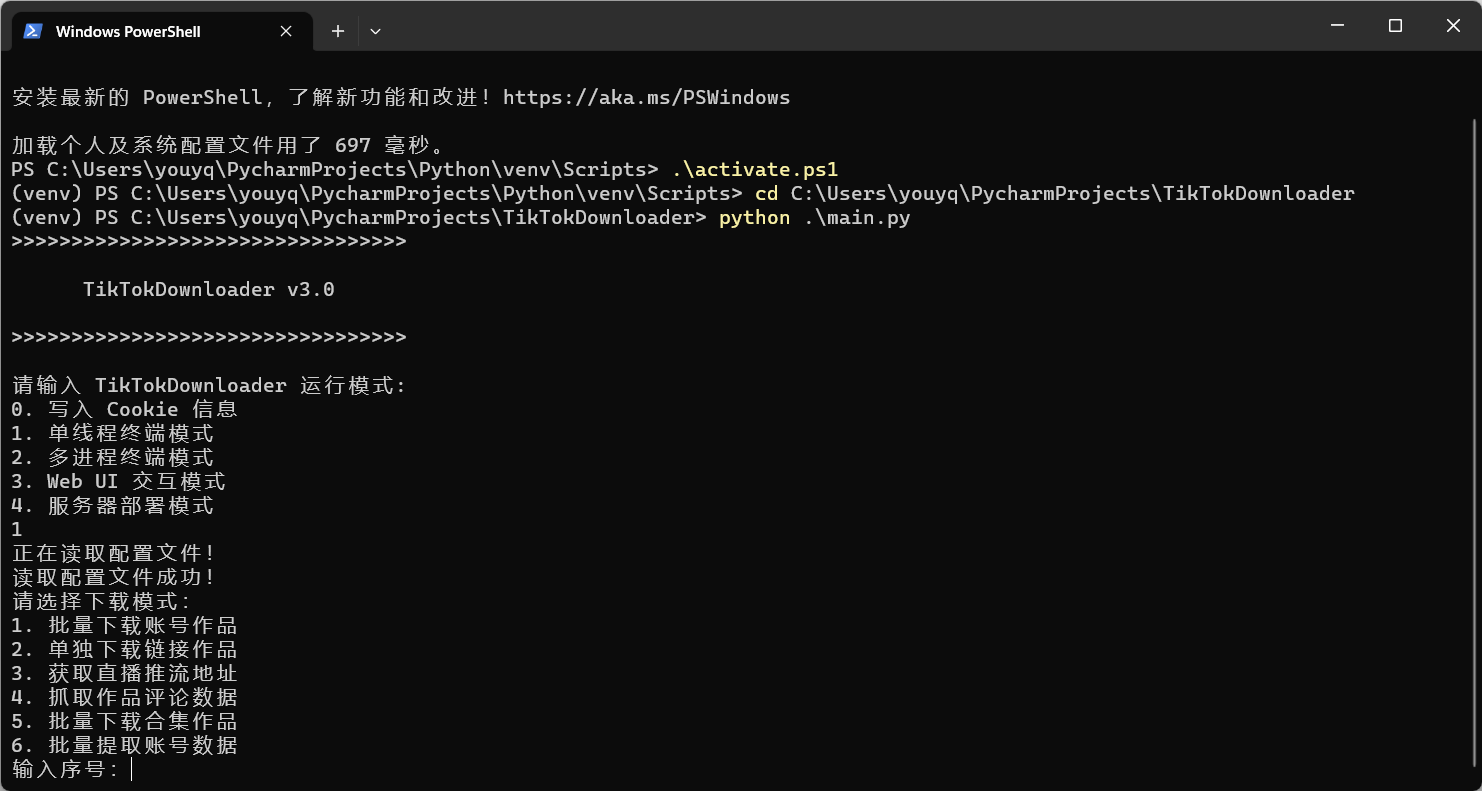 Windows PowerShell
安装最新的 PowerShell，了解新功能和改进！https://aka.ms/PSWindows
加载个人及系统配置文件用了 697 毫秒。
PS C:\Users\youyq\PycharmProjects\Python\venv\Scripts> .\activate.ps1
(venv) PS C:\Users\youyq\PycharmProjects\Python\venv\Scripts> cd C:\Users\youyq\PycharmProjects\TikTokDownloader
(venv) PS C:\Users\youyq\PycharmProjects\TikTokDownloader> python .\main.py
>>>>>>>>>>>>>>>>>>>>>>>>>>>>>>>>>
TikTokDownloader v3.0
>>>>>>>>>>>>>>>>>>>>>>>>>>>>>>>>>
请输入 TikTokDownloader 运行模式：
0. 写入 Cookie 信息
1. 单线程终端模式
2. 多进程终端模式
3. Web UI 交互模式
4. 服务器部署模式
1
正在读取配置文件！
读取配置文件成功！
请选择下载模式：
1. 批量下载账号作品
2. 单独下载链接作品
3. 获取直播推流地址
4. 抓取作品评论数据
5. 批量下载合集作品
6. 批量提取账号数据
输入序号：